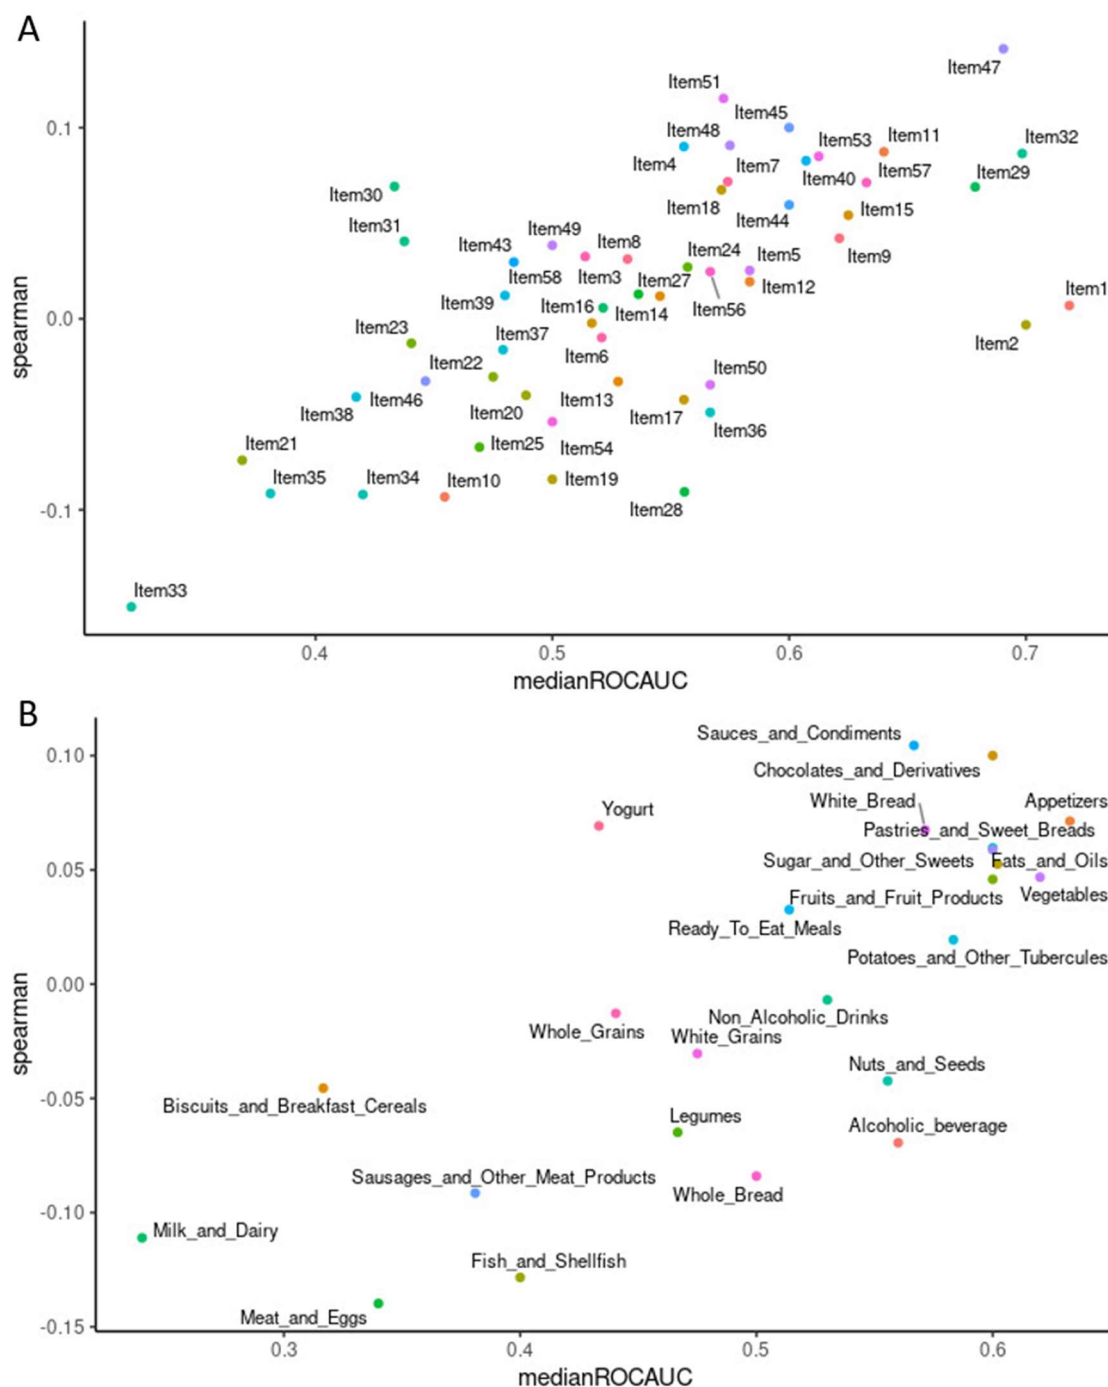 A
Item47
Item51
Item45
0.1
Item48
Item53
Item11
Item32
Item4
Item7
Item40
Item57
Item29
Item30
Item18
Item44
Item15
Item31
Item49
Item43
Item8
Item24
Item5
Item9
Item58
Item3
Item27
Item12
Item1
Item39
Item16
Item14
Item56
spearman
0.0
Item23
Item37
Item6
Item2
Item22
Item50
Item38
Item46
Item20
Item13
Item17
Item36
Item21
Item25
Item54
Item35
Item34
Item10
Item19
-0.1
Item28
Item33
0.4
0.5
0.6
0.7
medianROCAUC
B
Sauces_and_Condiments
0.10
Chocolates_and_Derivatives
White_Bread
Appetizers
Yogurt
Pastries_and_Sweet_Breads
0.05
Sugar_and_Other_Sweets
Fats_and_Oils
Fruits_and_Fruit_Products
Vegetables
Ready_To_Eat_Meals
Potatoes_and_Other_Tubercules
0.00
spearman
Non_Alcoholic_Drinks
Whole_Grains
White_Grains
Nuts_and_Seeds
-0.05
Biscuits_and_Breakfast_Cereals
Legumes
Alcoholic_beverage
Sausages_and_Other_Meat_Products
Whole_Bread
-0.10
Milk_and_Dairy
Fish_and_Shellfish
Meat_and_Eggs
-0.15
0.3
0.4
0.5
0.6
medianROCAUC